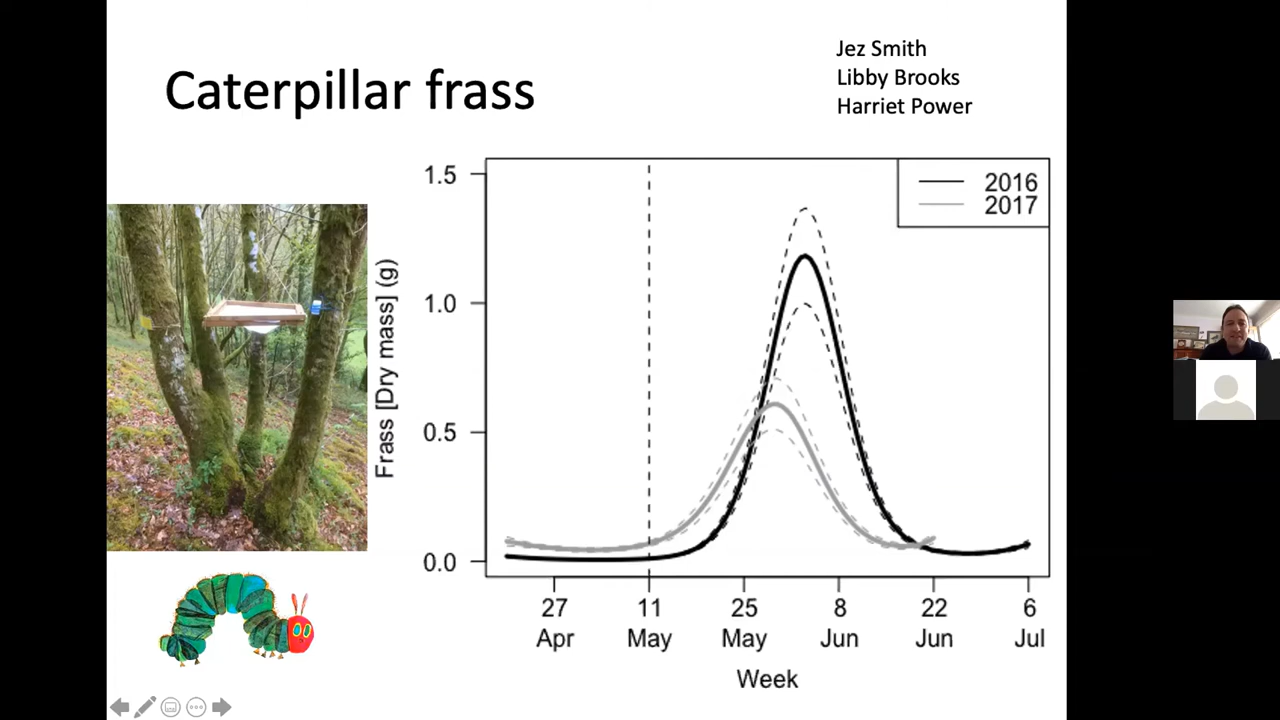 Caterpillar frass
Jez Smith
Libby Brooks
Harriet Power
1.5
1.0
0.5
0.0
Frass [Dry mass] (g)
2016
2017
27 Apr
11 May
25 May
8 Jun
22 Jun
6 Jul
Week